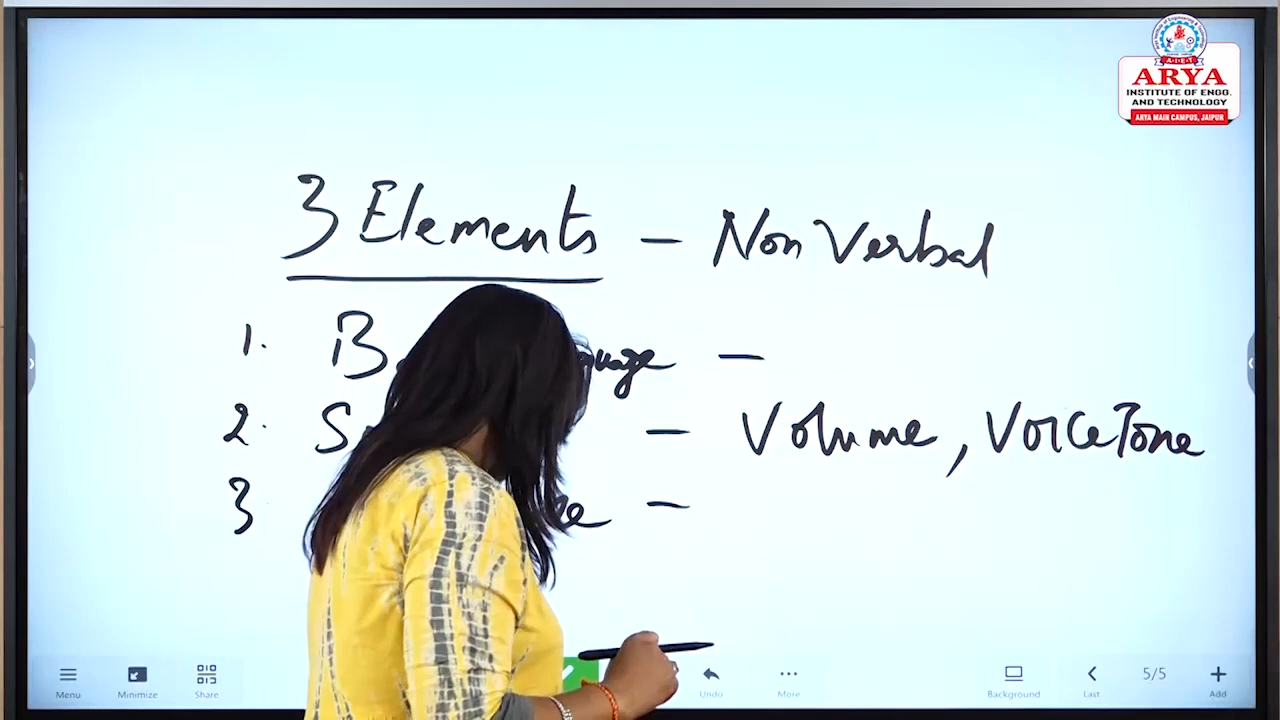 ARYA
INSTITUTE OF ENGG.
AND TECHNOLOGY
ARYA MAIN CAMPUS, JAIPUR
3 Elements - Non Verbal
1. -
2. - Volume, Voice Tone
3 -
Menu
Minimize
Share
Undo
More
Background
Last
5/5
Add